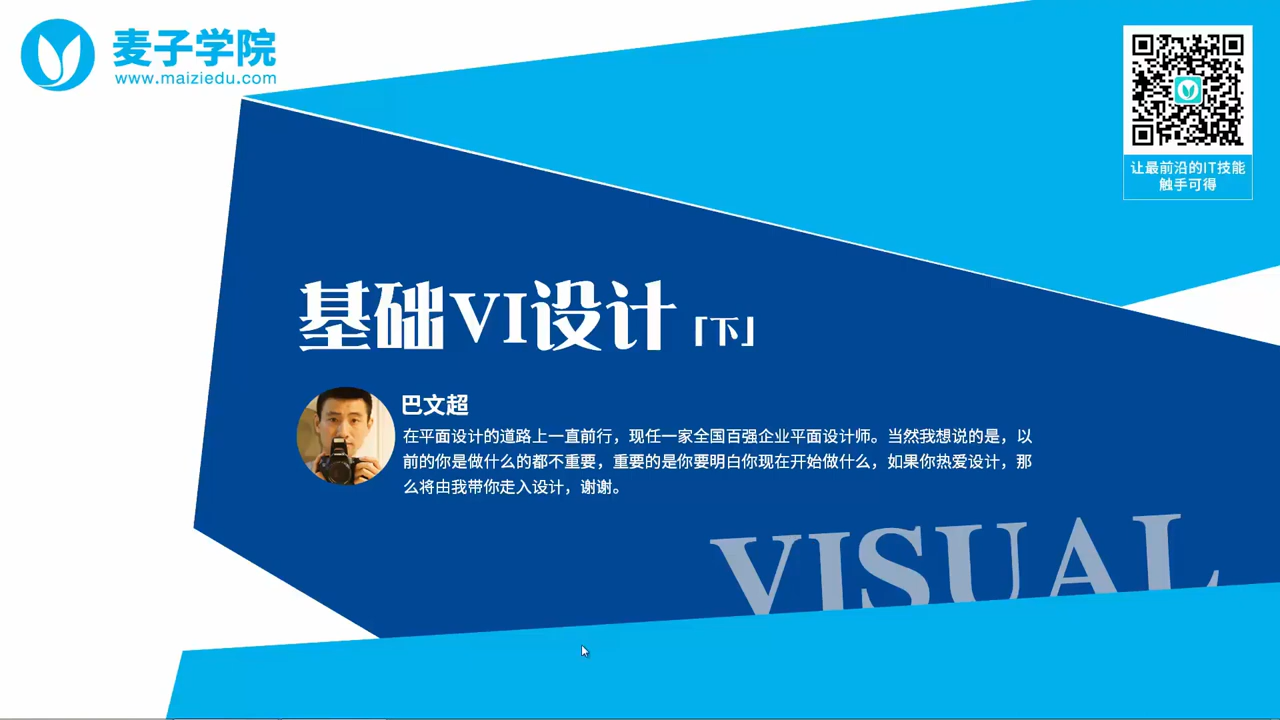 麦子学院
www.maiziedu.com
让最前沿的IT技能
触手可得
基础VI设计「下」
巴文超
在平面设计的道路上一直前行，现任一家全国百强企业平面设计师。当然我想说的是，以
前的你是做什么的都不重要，重要的是你要明白你现在开始做什么，如果你热爱设计，那
么将由我带你走入设计，谢谢。
VISUAL